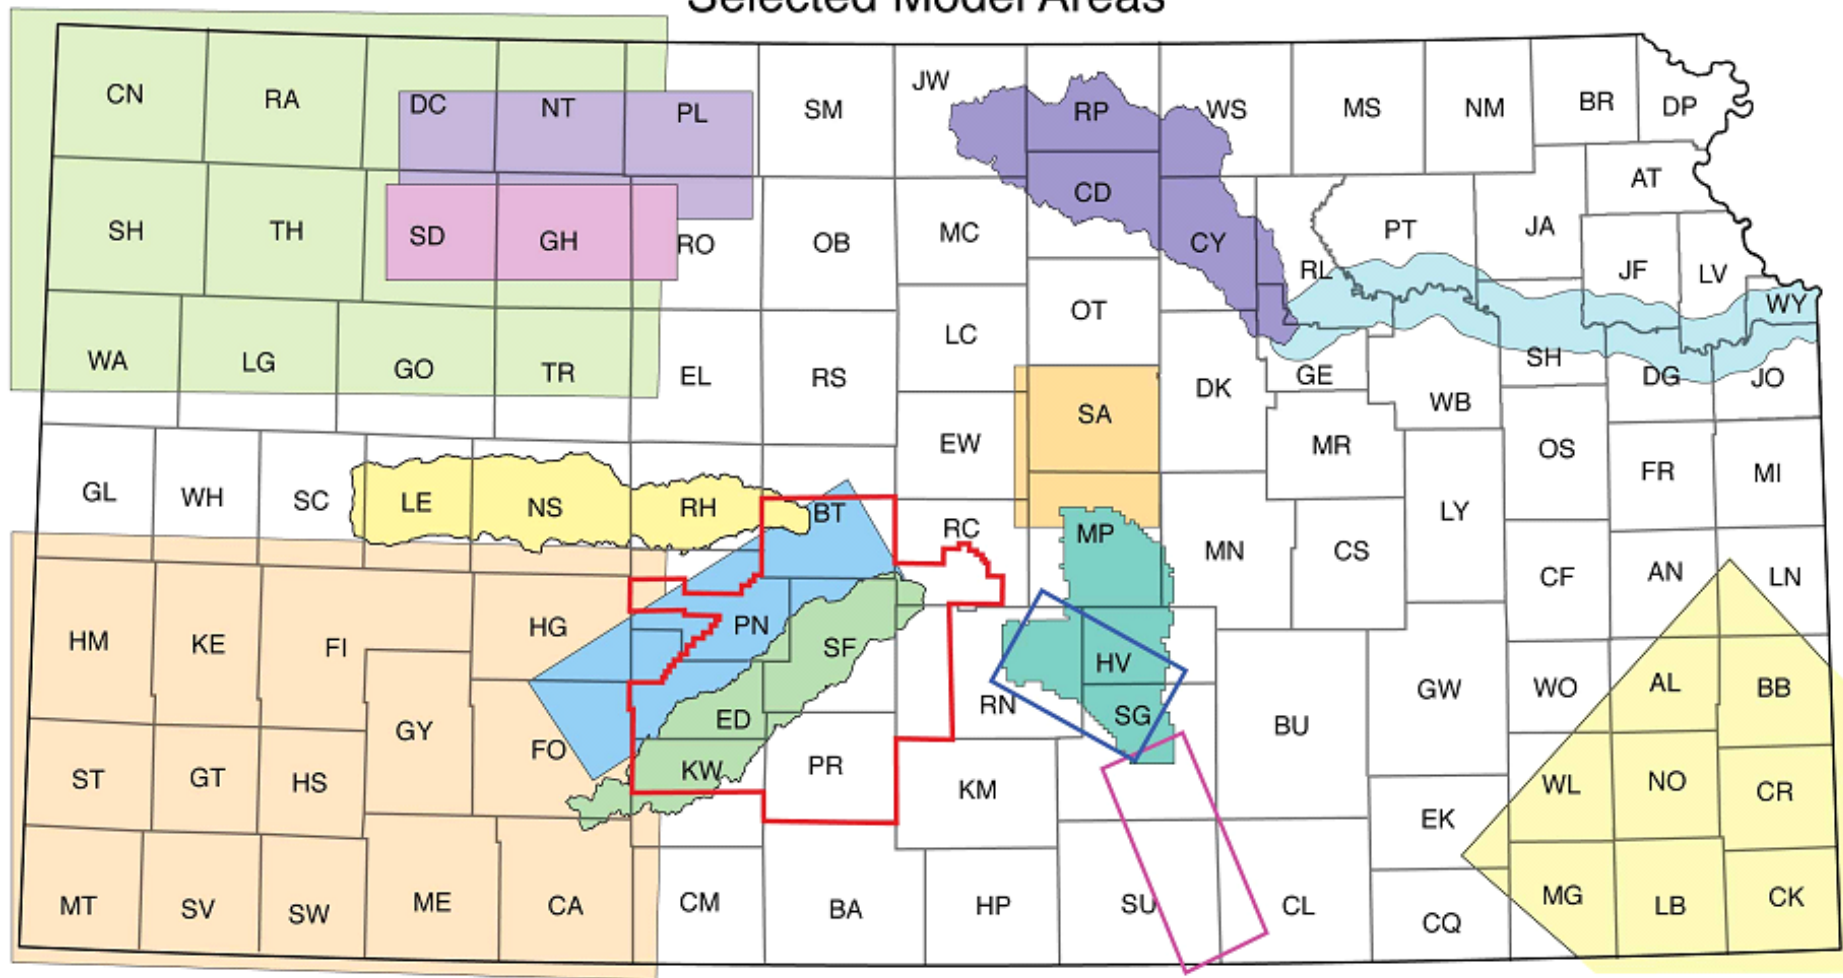 Selected Model Areas
CN RA DC NT PL SM JW RP WS MS NM BR DP
SH TH SD GH RO OB MC CD CY RL PT JA AT JF LV WY
WA LG GO TR EL RS LC OT DK GE WB SH DG JO
GL WH SC LE NS RH BT RC EW SA MP MR MN CS LY OS FR MI
HM KE FI HG PN SF RN HV SG BU GW CF AN LN
ST GT HS GY FO ED KW PR KM EK WO AL BB WL NO CR
MT SV SW ME CA CM BA HP SU CL CQ MG LB CK